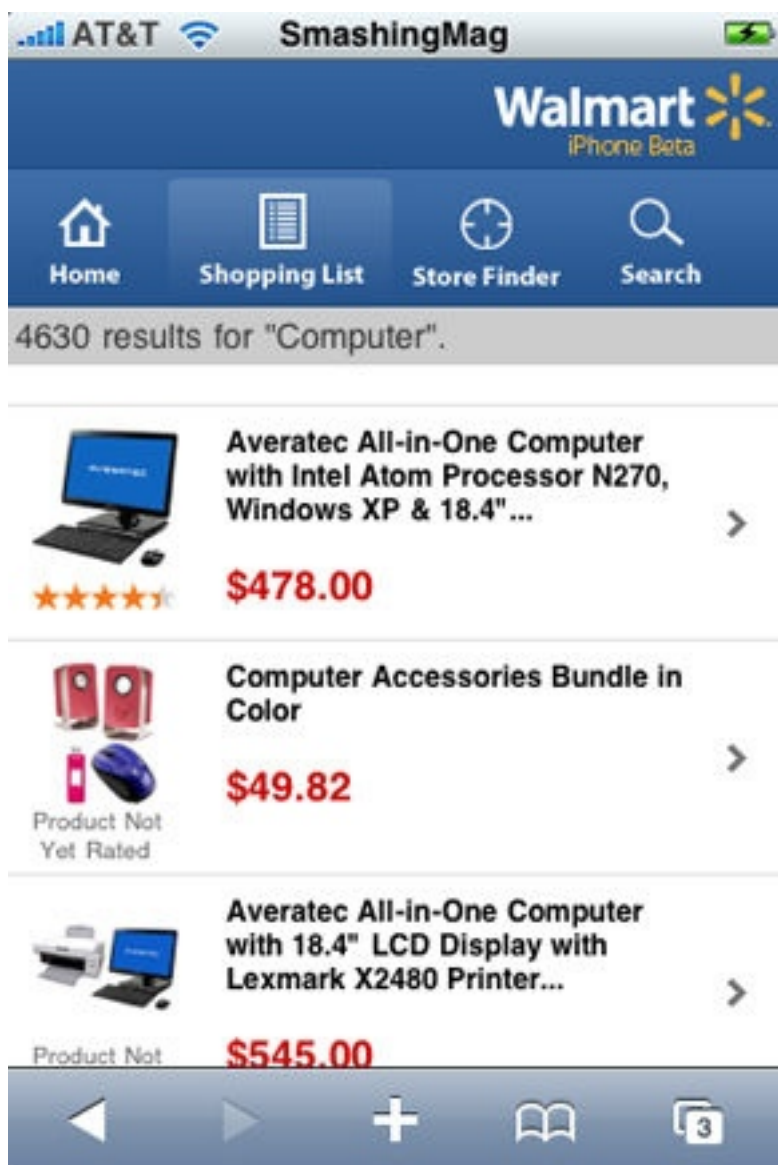 AT&T SmashingMag
Walmart
iPhone Beta
Home Shopping List Store Finder Search
4630 results for "Computer".
Averatec All-in-One Computer
with Intel Atom Processor N270,
Windows XP & 18.4"...
$478.00
Computer Accessories Bundle in
Color
$49.82
Product Not
Yet Rated
Averatec All-in-One Computer
with 18.4" LCD Display with
Lexmark X2480 Printer...
$545.00
Product Not
3